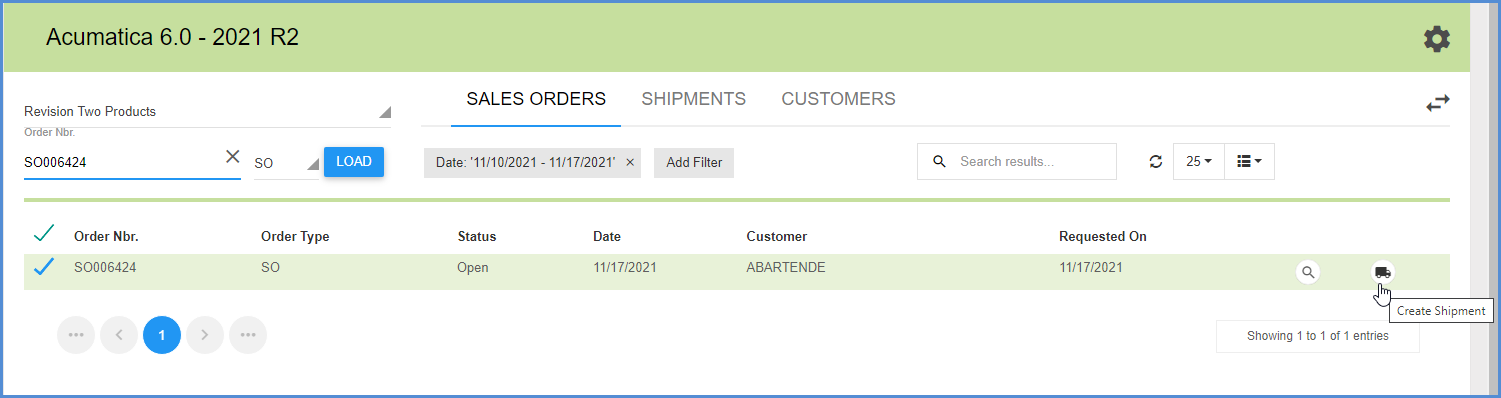 Acumatica 6.0 - 2021 R2
Revision Two Products
SALES ORDERS SHIPMENTS CUSTOMERS
Order Nbr.
SO006424 SO LOAD
Date: '11/10/2021 - 11/17/2021' × Add Filter Search results... 25
Order Nbr. Order Type Status Date Customer Requested On
SO006424 SO Open 11/17/2021 ABARTENDE 11/17/2021
Create Shipment
1
Showing 1 to 1 of 1 entries